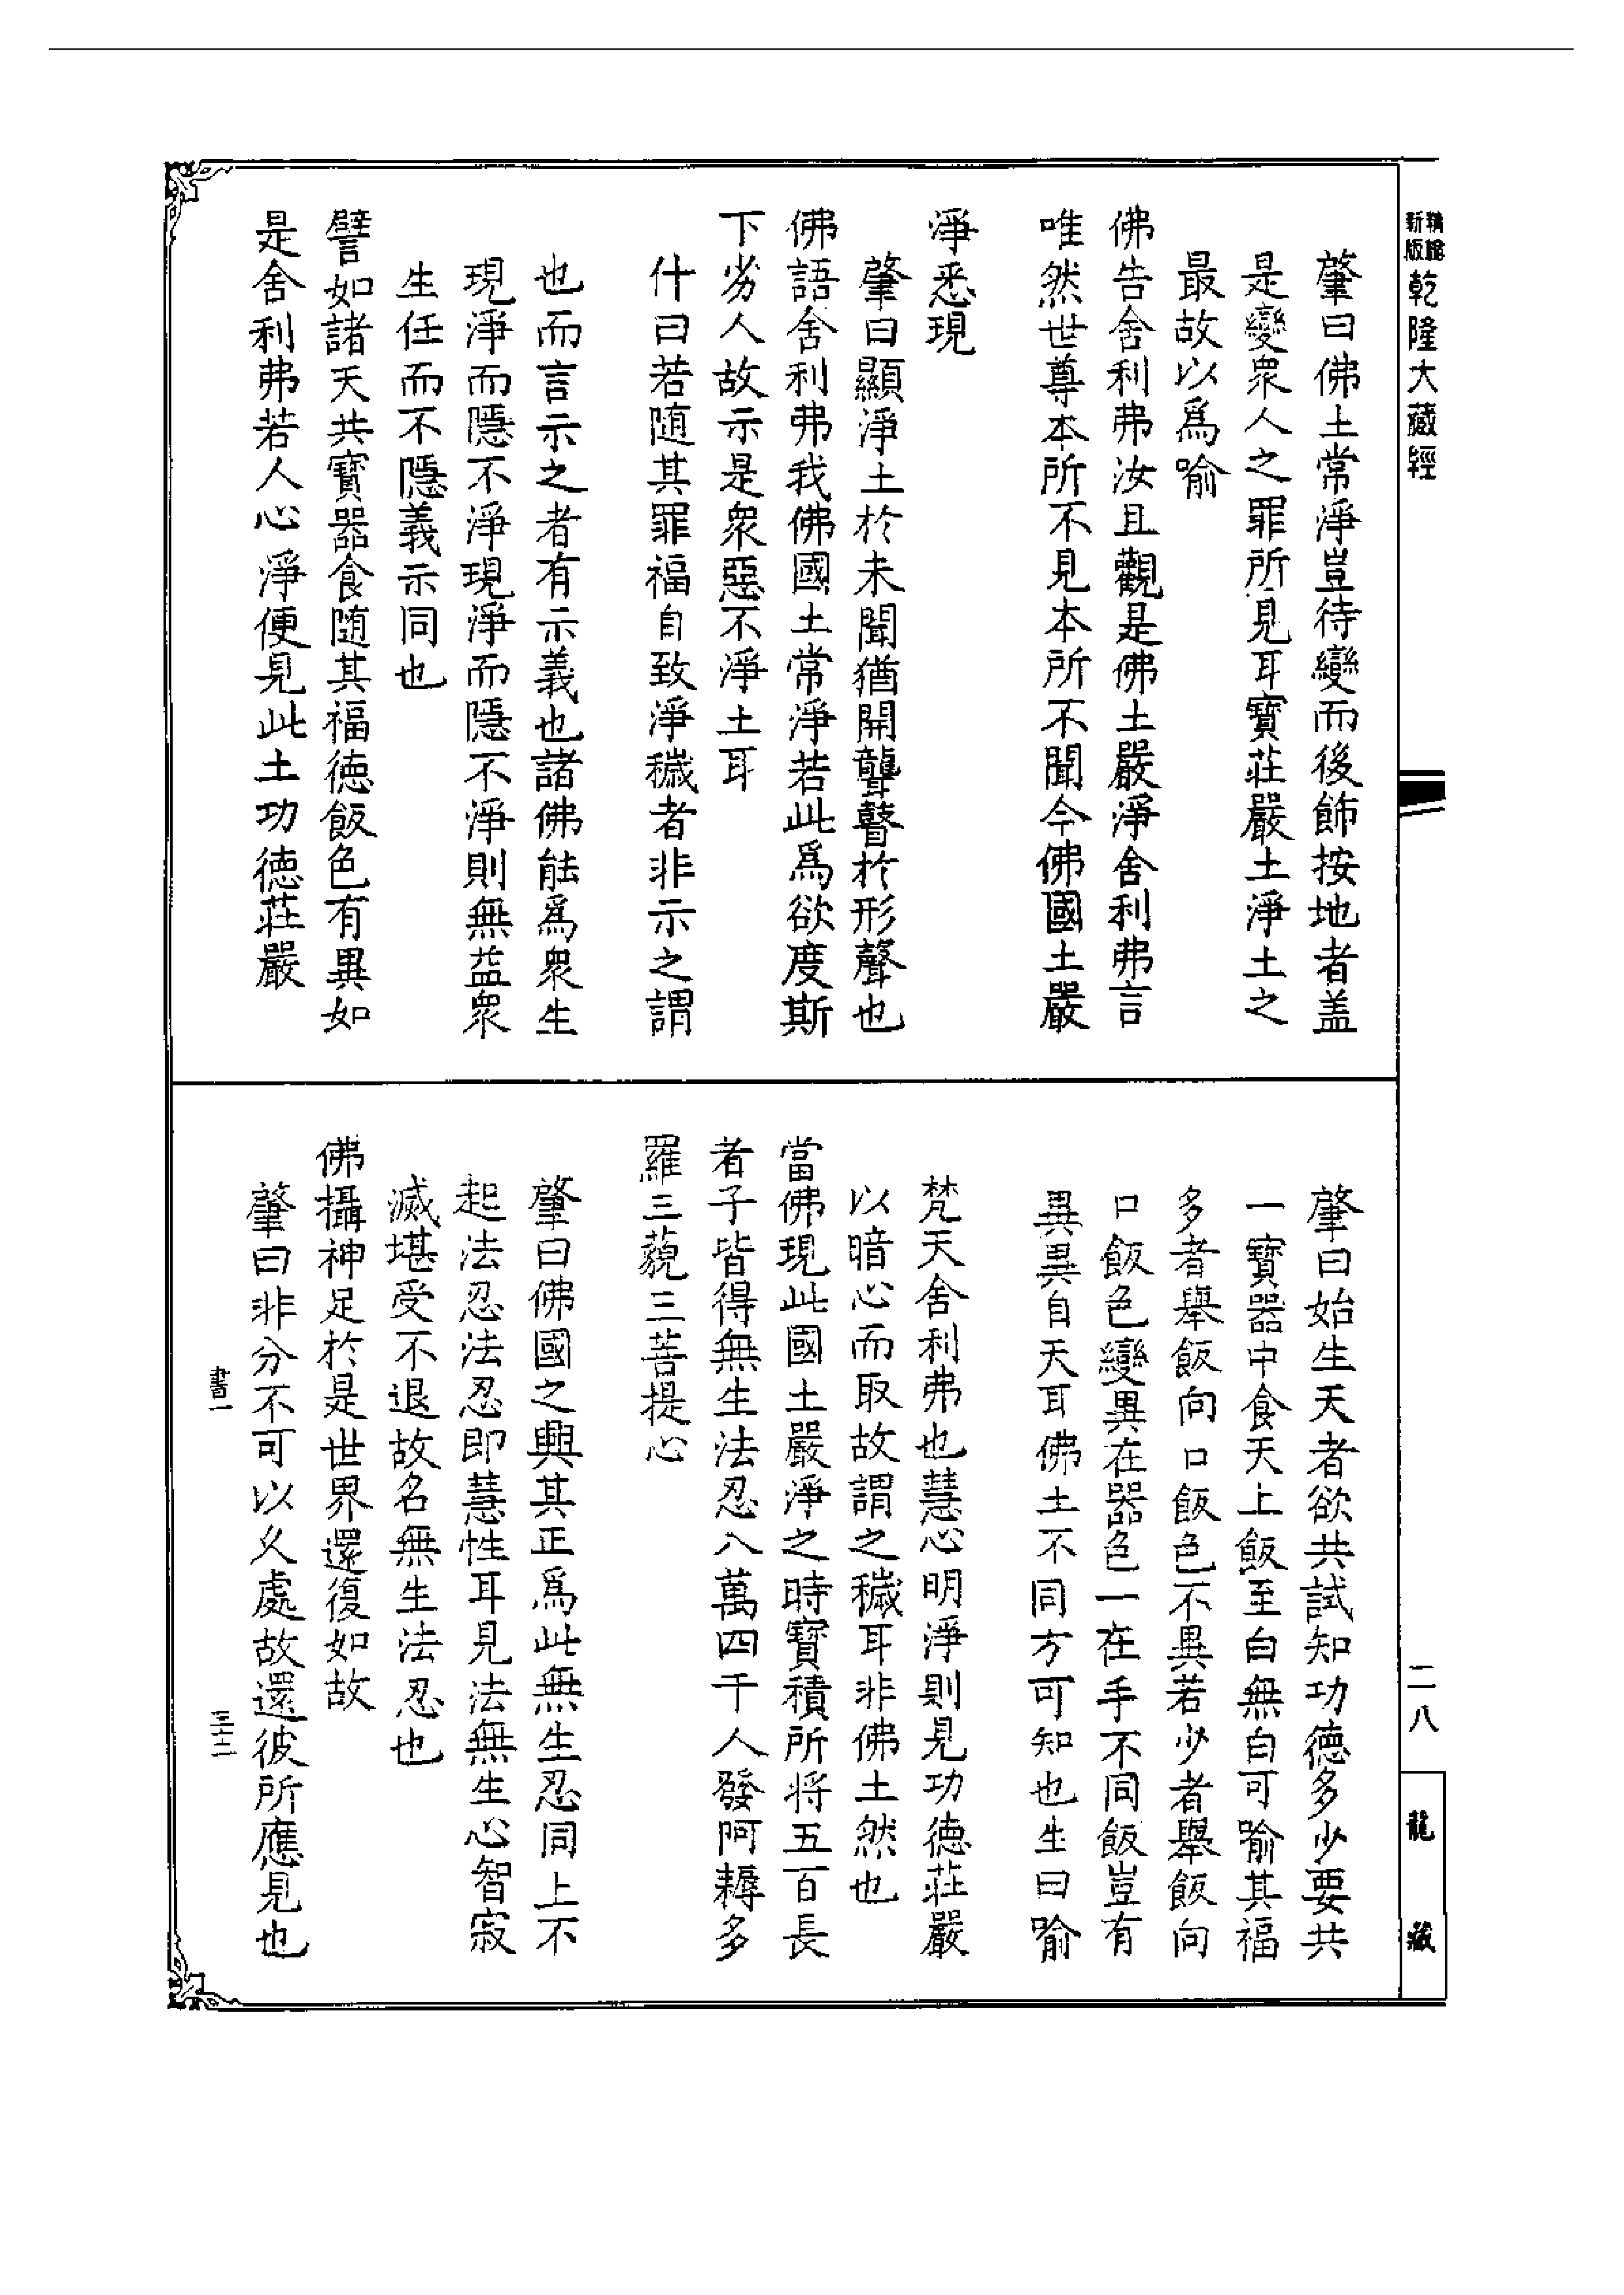 新版精縮乾隆大藏經
肇曰佛土常淨豈待變而後飾按地者盖
是變衆人之罪所見耳寶莊嚴土淨土之
最故以爲喻
佛告舍利弗汝且觀是佛土嚴淨舍利弗言
唯然世尊本所不見本所不聞今佛國土嚴
淨悉現
肇曰顯淨土於未聞猶開聾瞽於形聲也
佛語舍利弗我佛國土常淨若此爲欲度斯
下劣人故示是衆惡不淨土耳
什曰若随其罪福自致淨穢者非示之謂
也而言示之者有示義也諸佛能爲衆生
現淨而隱不淨現淨而隱不淨則無益衆
生任而不隱義示同也
譬如諸天共寶器食随其福德飯色有異如
是舍利弗若人心淨便見此土功德莊嚴
肇曰始生天者欲共試知功德多少要共
一寶器中食天上飯至白無白可喻其福
多者舉飯向口飯色不異若少者舉飯向
口飯色變異在器色一在手不同飯豈有
異異自天耳佛土不同方可知也生曰喻
梵天舍利弗也慧心明淨則見功德莊嚴
以暗心而取故謂之穢耳非佛土然也
當佛現此國土嚴淨之時寶積所將五百長
者子皆得無生法忍八萬四千人發阿耨多
羅三藐三菩提心
肇曰佛國之興其正爲此無生忍同上不
起法忍法忍即慧性耳見法無生心智寂
滅堪受不退故名無生法忍也
佛攝神足於是世界還復如故
肇曰非分不可以久處故還彼所應見也
書一
三十二
二八
龍藏